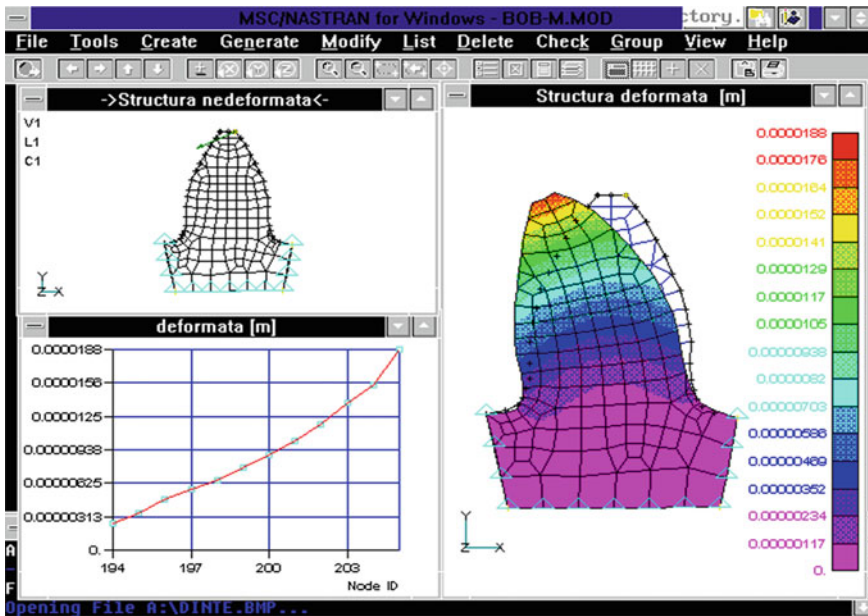 MSC/NASTRAN for Windows - BOB-M.MOD
ctory.
File Tools Create Generate Modify List Delete Check Group View Help
->Structura nedeformata<-
V1
L1
C1
Y
Z X
deformata [m]
0.0000188
0.0000156
0.0000125
0.00000938
0.00000625
0.00000313
0.
194 197 200 203
Node ID
Structura deformata [m]
0.0000188
0.0000176
0.0000164
0.0000152
0.0000141
0.0000129
0.0000117
0.0000105
0.00000938
0.0000082
0.00000703
0.00000586
0.00000469
0.00000352
0.00000234
0.00000117
0.
Y
Z X
A
F
Opening File A:\DINTE.BMP...